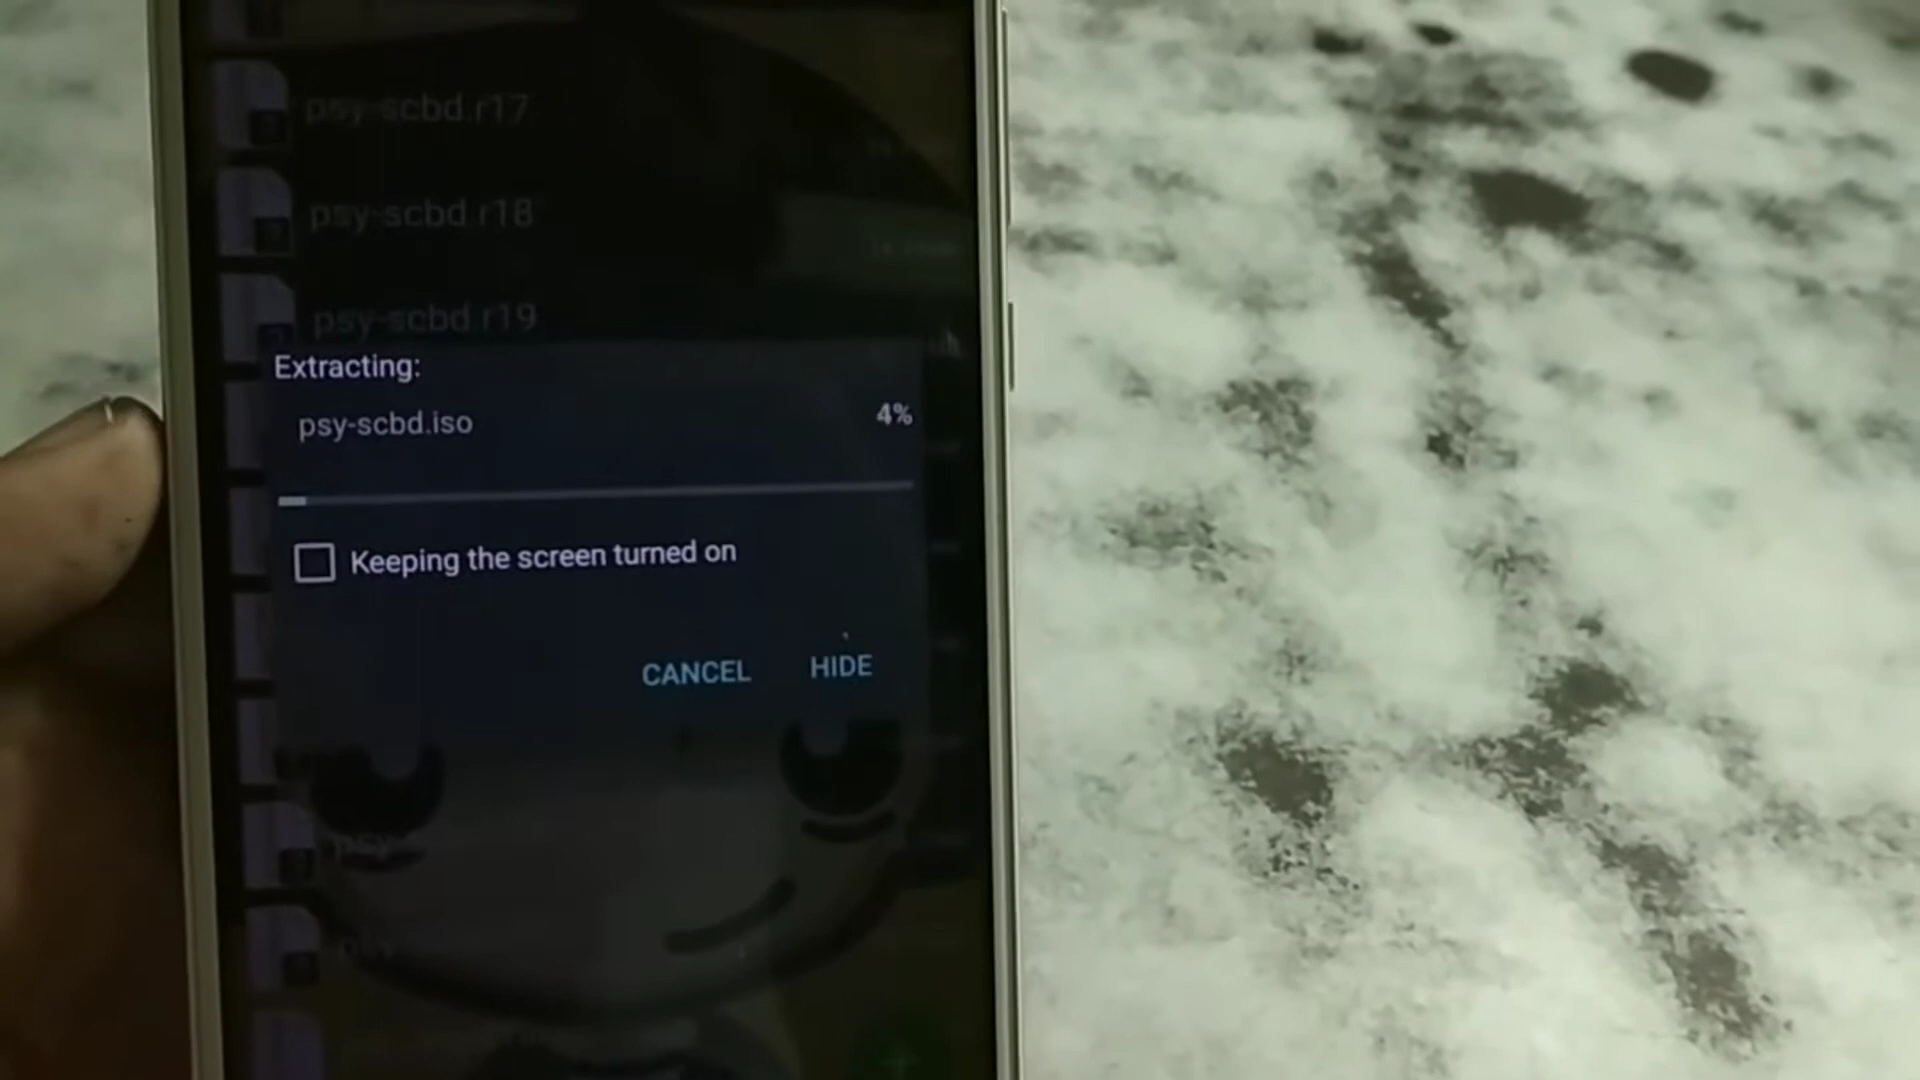 psy-scbd.r17
psy-scbd.r18
psy-scbd.r19
Extracting:
psy-scbd.iso
4%
Keeping the screen turned on
CANCEL
HIDE
psy-